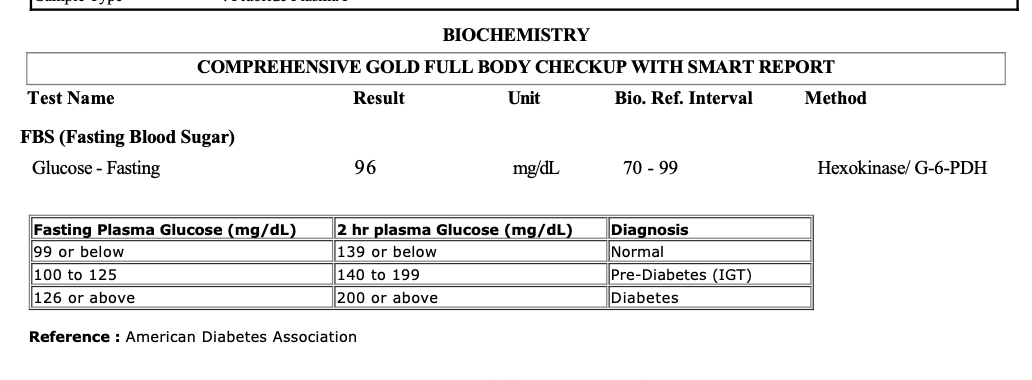 BIOCHEMISTRY
COMPREHENSIVE GOLD FULL BODY CHECKUP WITH SMART REPORT
Test Name Result Unit Bio. Ref. Interval Method
FBS (Fasting Blood Sugar)
Glucose - Fasting 96 mg/dL 70 - 99 Hexokinase/ G-6-PDH
Fasting Plasma Glucose (mg/dL) 2 hr plasma Glucose (mg/dL) Diagnosis
99 or below 139 or below Normal
100 to 125 140 to 199 Pre-Diabetes (IGT)
126 or above 200 or above Diabetes
Reference : American Diabetes Association